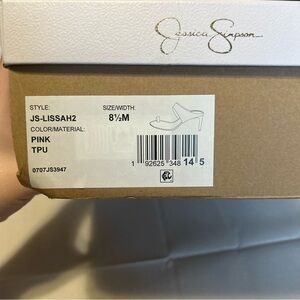 Jessica Simpson
STYLE: SIZE/WIDTH:
JS-LISSAH2 8½M
COLOR/MATERIAL:
PINK
TPU
1 92625 348 14 5
0707JS3947